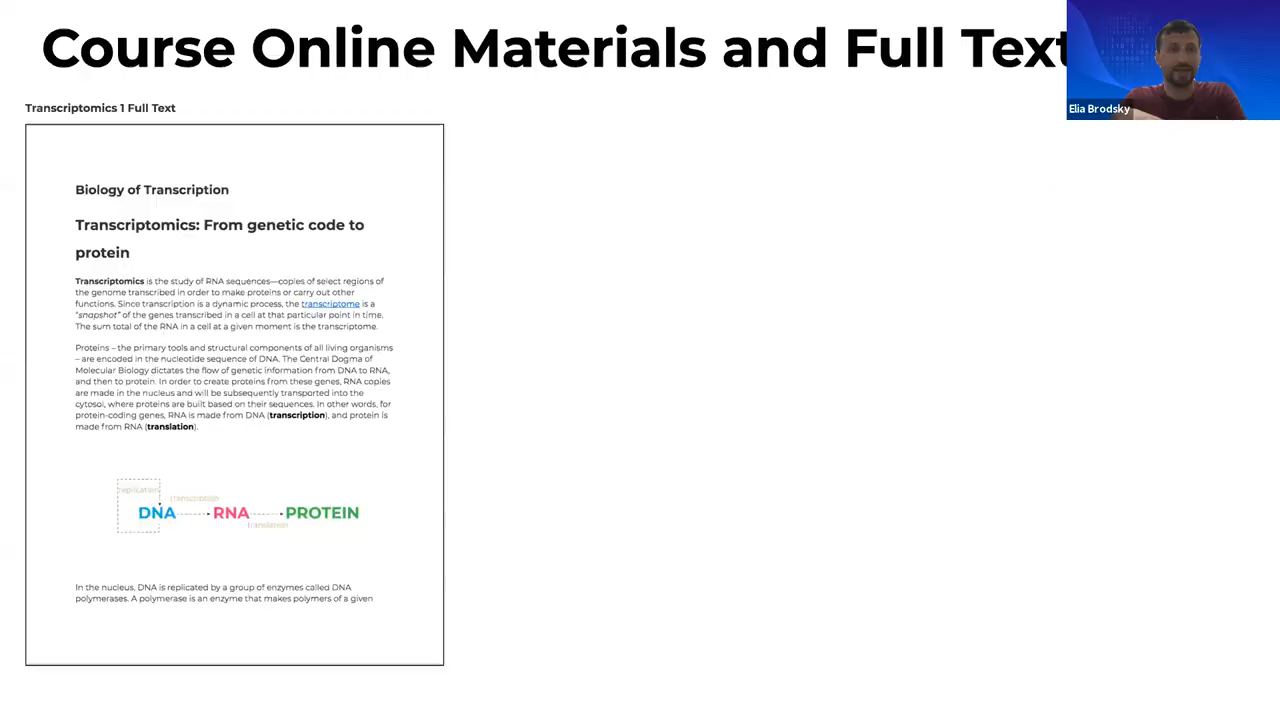 Course Online Materials and Full Text
Elia Brodsky
Transcriptomics 1 Full Text
Biology of Transcription
Transcriptomics: From genetic code to
protein
Transcriptomics is the study of RNA sequences—copies of select regions of
the genome transcribed in order to make proteins or carry out other
functions. Since transcription is a dynamic process, the transcriptome is a
"snapshot" of the genes transcribed in a cell at that particular point in time.
The sum total of the RNA in a cell at a given moment is the transcriptome.
Proteins – the primary tools and structural components of all living organisms
– are encoded in the nucleotide sequence of DNA. The Central Dogma of
Molecular Biology dictates the flow of genetic information from DNA to RNA,
and then to protein. In order to create proteins from these genes, RNA copies
are made in the nucleus and will be subsequently transported into the
cytosol, where proteins are built based on their sequences. In other words, for
protein-coding genes, RNA is made from DNA (transcription), and protein is
made from RNA (translation).
replication
transcription
DNA RNA PROTEIN
translation
In the nucleus, DNA is replicated by a group of enzymes called DNA
polymerases. A polymerase is an enzyme that makes polymers of a given